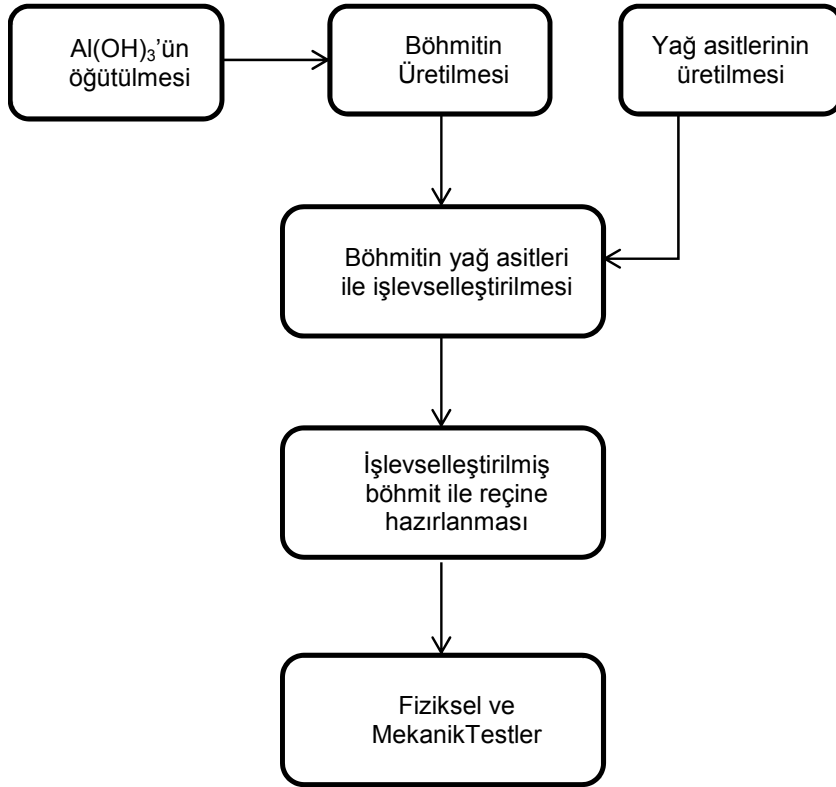 Al(OH)₃’ün
öğütülmesi
Böhmitin
Üretilmesi
Yağ asitlerinin
üretilmesi
Böhmitin yağ asitleri
ile işlevselleştirilmesi
İşlevselleştirilmiş
böhmit ile reçine
hazırlanması
Fiziksel ve
MekanikTestler